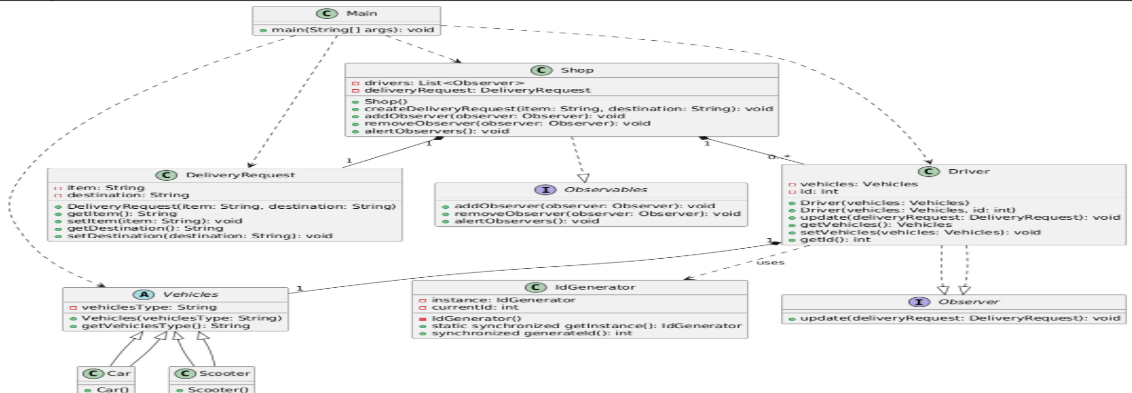 C Main
main(String[] args): void
C Shop
drivers: List<Observer>
deliveryRequest: DeliveryRequest
Shop()
createDeliveryRequest(item: String, destination: String): void
addObserver(observer: Observer): void
removeObserver(observer: Observer): void
alertObservers(): void
1
1
1
0..*
C DeliveryRequest
item: String
destination: String
DeliveryRequest(item: String, destination: String)
getItem(): String
setItem(item: String): void
getDestination(): String
setDestination(destination: String): void
I Observables
addObserver(observer: Observer): void
removeObserver(observer: Observer): void
alertObservers(): void
C Driver
vehicles: Vehicles
id: int
Driver(vehicles: Vehicles)
Driver(vehicles: Vehicles, id: int)
update(deliveryRequest: DeliveryRequest): void
getVehicles(): Vehicles
setVehicles(vehicles: Vehicles): void
getId(): int
1
uses
1
A Vehicles
vehiclesType: String
Vehicles(vehiclesType: String)
getVehiclesType(): String
C IdGenerator
instance: IdGenerator
currentId: int
IdGenerator()
static synchronized getInstance(): IdGenerator
synchronized generateId(): int
I Observer
update(deliveryRequest: DeliveryRequest): void
C Car
Car()
C Scooter
Scooter()